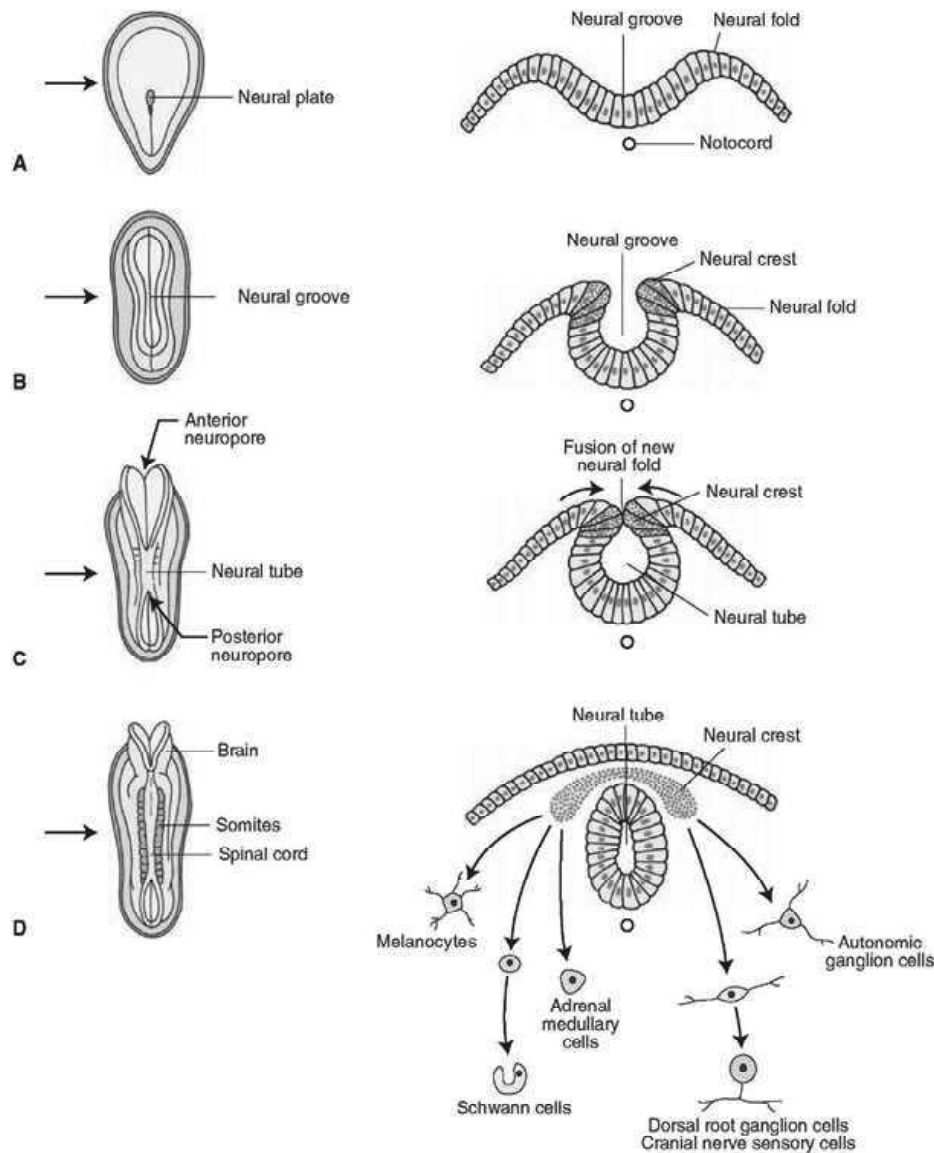 Neural groove
Neural fold
Neural plate
Notocord
A
Neural groove
Neural crest
Neural groove
Neural fold
B
Anterior
neuropore
Fusion of new
neural fold
Neural crest
Neural tube
Neural tube
Posterior
neuropore
C
Neural tube
Neural crest
Brain
Somites
Spinal cord
D
Melanocytes
Autonomic
ganglion cells
Adrenal
medullary
cells
Schwann cells
Dorsal root ganglion cells
Cranial nerve sensory cells